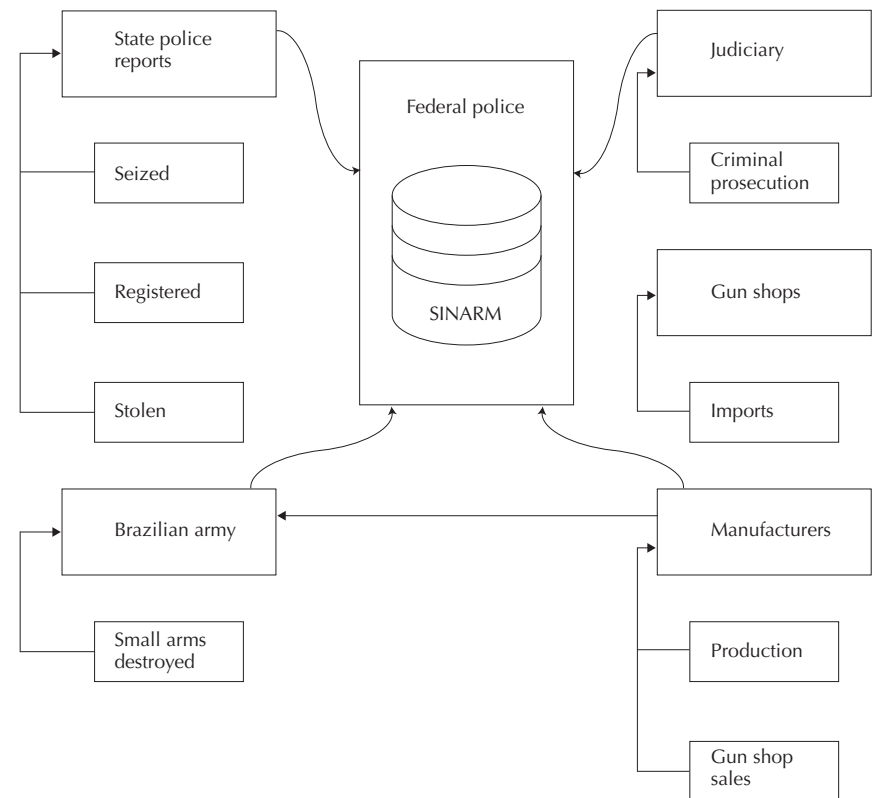 State police
reports
Seized
Registered
Stolen
Federal police
SINARM
Judiciary
Criminal
prosecution
Gun shops
Imports
Brazilian army
Small arms
destroyed
Manufacturers
Production
Gun shop
sales